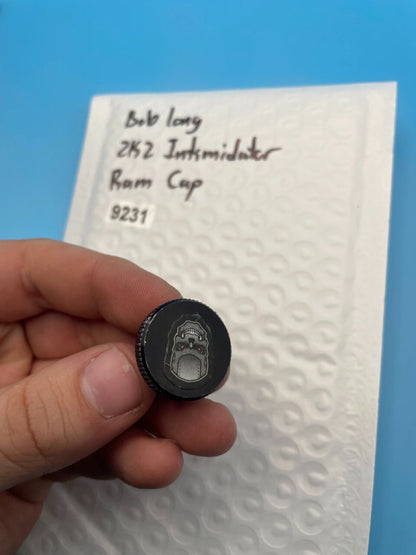 Bob long
2K2 Intimidator
Ram Cap
9231